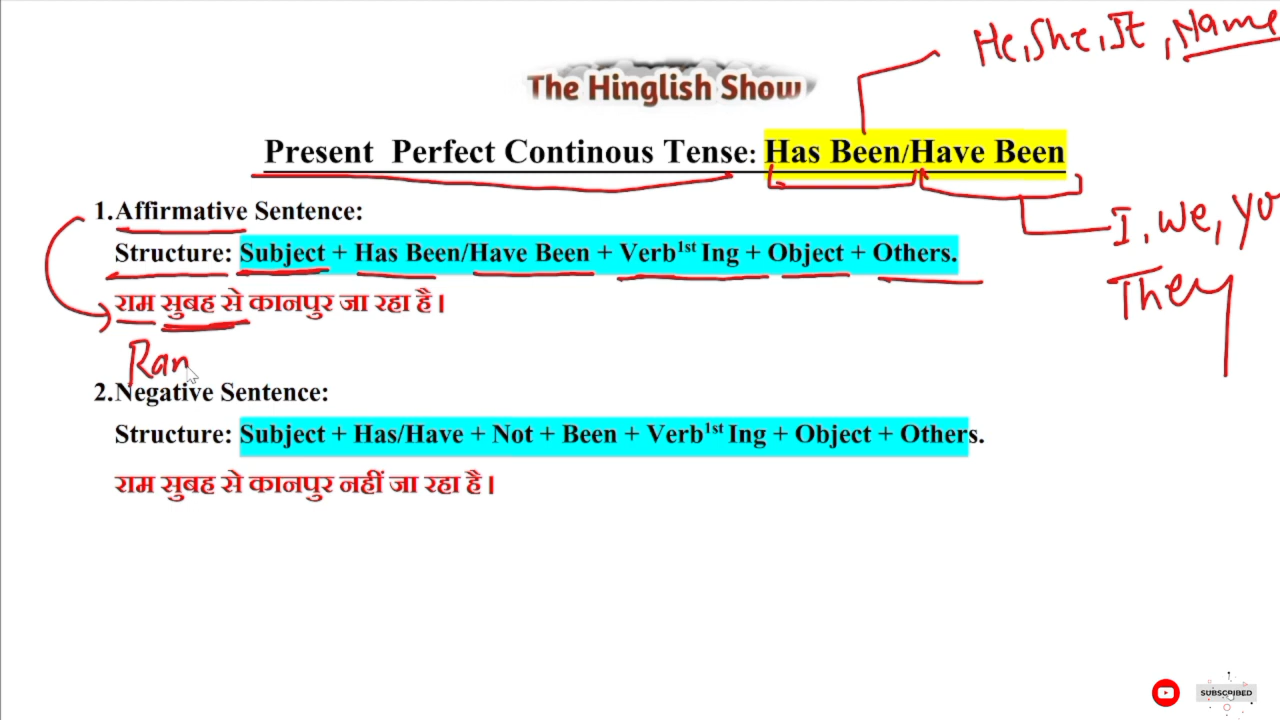 He, She, It, Name
The Hinglish Show
Present Perfect Continous Tense: Has Been/Have Been
1.Affirmative Sentence:
I, we, you
Structure: Subject + Has Been/Have Been + Verb1st Ing + Object + Others.
They
राम सुबह से कानपुर जा रहा है।
Ram
2.Negative Sentence:
Structure: Subject + Has/Have + Not + Been + Verb1st Ing + Object + Others.
राम सुबह से कानपुर नहीं जा रहा है।
SUBSCRIBED